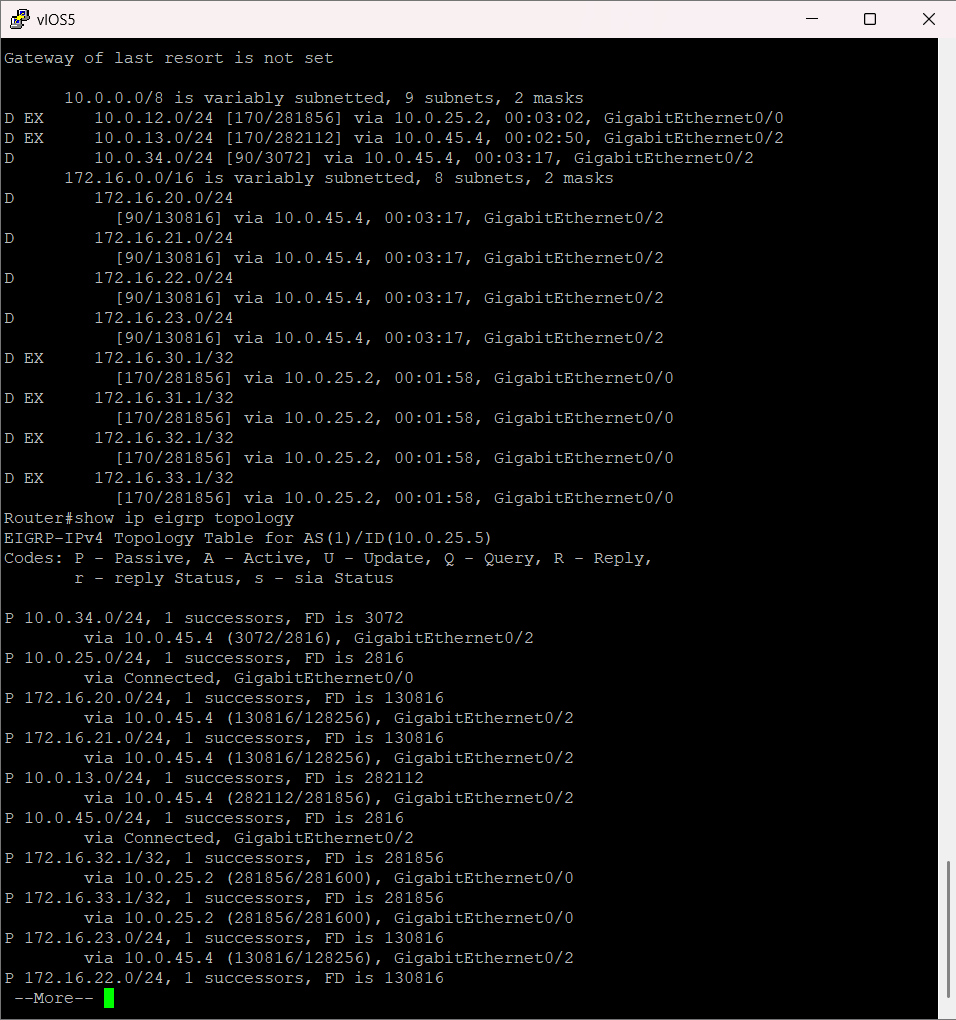 vIOS5
Gateway of last resort is not set
10.0.0.0/8 is variably subnetted, 9 subnets, 2 masks
D EX 10.0.12.0/24 [170/281856] via 10.0.25.2, 00:03:02, GigabitEthernet0/0
D EX 10.0.13.0/24 [170/282112] via 10.0.45.4, 00:02:50, GigabitEthernet0/2
D 10.0.34.0/24 [90/3072] via 10.0.45.4, 00:03:17, GigabitEthernet0/2
172.16.0.0/16 is variably subnetted, 8 subnets, 2 masks
D 172.16.20.0/24
[90/130816] via 10.0.45.4, 00:03:17, GigabitEthernet0/2
D 172.16.21.0/24
[90/130816] via 10.0.45.4, 00:03:17, GigabitEthernet0/2
D 172.16.22.0/24
[90/130816] via 10.0.45.4, 00:03:17, GigabitEthernet0/2
D 172.16.23.0/24
[90/130816] via 10.0.45.4, 00:03:17, GigabitEthernet0/2
D EX 172.16.30.1/32
[170/281856] via 10.0.25.2, 00:01:58, GigabitEthernet0/0
D EX 172.16.31.1/32
[170/281856] via 10.0.25.2, 00:01:58, GigabitEthernet0/0
D EX 172.16.32.1/32
[170/281856] via 10.0.25.2, 00:01:58, GigabitEthernet0/0
D EX 172.16.33.1/32
[170/281856] via 10.0.25.2, 00:01:58, GigabitEthernet0/0
Router#show ip eigrp topology
EIGRP-IPv4 Topology Table for AS(1)/ID(10.0.25.5)
Codes: P - Passive, A - Active, U - Update, Q - Query, R - Reply,
r - reply Status, s - sia Status
P 10.0.34.0/24, 1 successors, FD is 3072
via 10.0.45.4 (3072/2816), GigabitEthernet0/2
P 10.0.25.0/24, 1 successors, FD is 2816
via Connected, GigabitEthernet0/0
P 172.16.20.0/24, 1 successors, FD is 130816
via 10.0.45.4 (130816/128256), GigabitEthernet0/2
P 172.16.21.0/24, 1 successors, FD is 130816
via 10.0.45.4 (130816/128256), GigabitEthernet0/2
P 10.0.13.0/24, 1 successors, FD is 282112
via 10.0.45.4 (282112/281856), GigabitEthernet0/2
P 10.0.45.0/24, 1 successors, FD is 2816
via Connected, GigabitEthernet0/2
P 172.16.32.1/32, 1 successors, FD is 281856
via 10.0.25.2 (281856/281600), GigabitEthernet0/0
P 172.16.33.1/32, 1 successors, FD is 281856
via 10.0.25.2 (281856/281600), GigabitEthernet0/0
P 172.16.23.0/24, 1 successors, FD is 130816
via 10.0.45.4 (130816/128256), GigabitEthernet0/2
P 172.16.22.0/24, 1 successors, FD is 130816
--More--